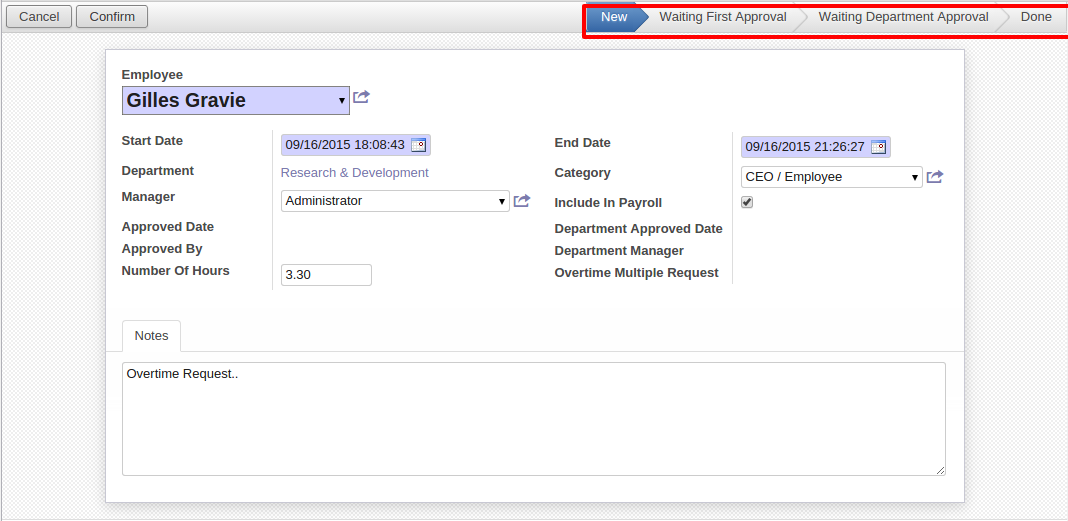 Cancel Confirm New Waiting First Approval Waiting Department Approval Done
Employee
Gilles Gravie
Start Date 09/16/2015 18:08:43 End Date 09/16/2015 21:26:27
Department Research & Development Category CEO / Employee
Manager Administrator Include In Payroll
Approved Date Department Approved Date
Approved By Department Manager
Number Of Hours 3.30 Overtime Multiple Request
Notes
Overtime Request..